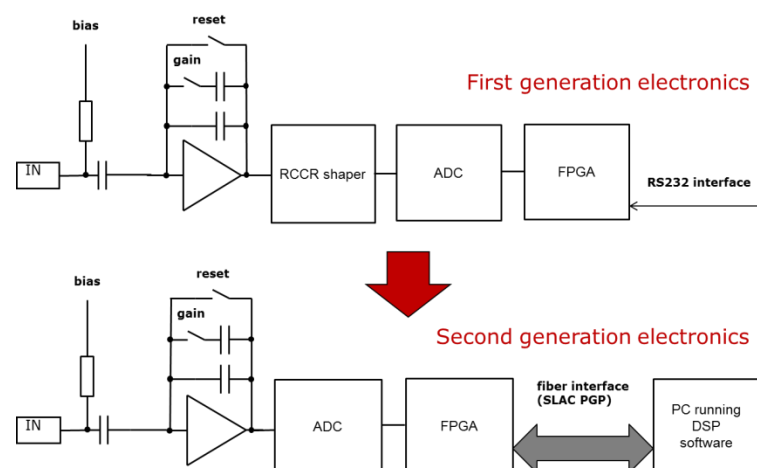 bias
reset
gain
First generation electronics
IN
RCCR shaper
ADC
FPGA
RS232 interface
bias
reset
gain
Second generation electronics
IN
ADC
FPGA
fiber interface
(SLAC PGP)
PC running
DSP
software